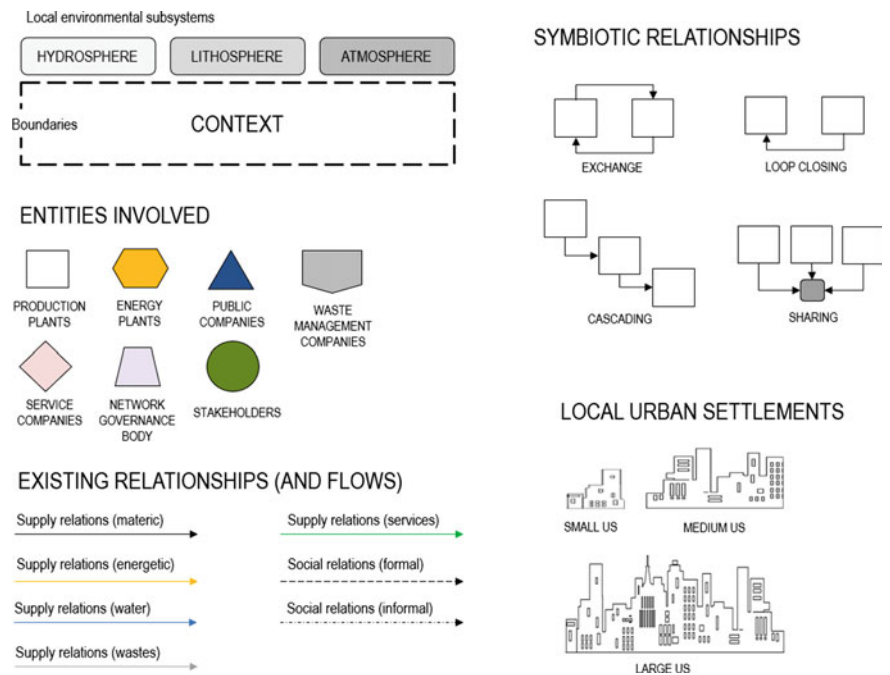 Local environmental subsystems
HYDROSPHERE
LITHOSPHERE
ATMOSPHERE
Boundaries
CONTEXT
ENTITIES INVOLVED
PRODUCTION
PLANTS
ENERGY
PLANTS
PUBLIC
COMPANIES
WASTE
MANAGEMENT
COMPANIES
SERVICE
COMPANIES
NETWORK
GOVERNANCE
BODY
STAKEHOLDERS
EXISTING RELATIONSHIPS (AND FLOWS)
Supply relations (materic)
Supply relations (energetic)
Supply relations (water)
Supply relations (wastes)
Supply relations (services)
Social relations (formal)
Social relations (informal)
SYMBIOTIC RELATIONSHIPS
EXCHANGE
LOOP CLOSING
CASCADING
SHARING
LOCAL URBAN SETTLEMENTS
SMALL US
MEDIUM US
LARGE US